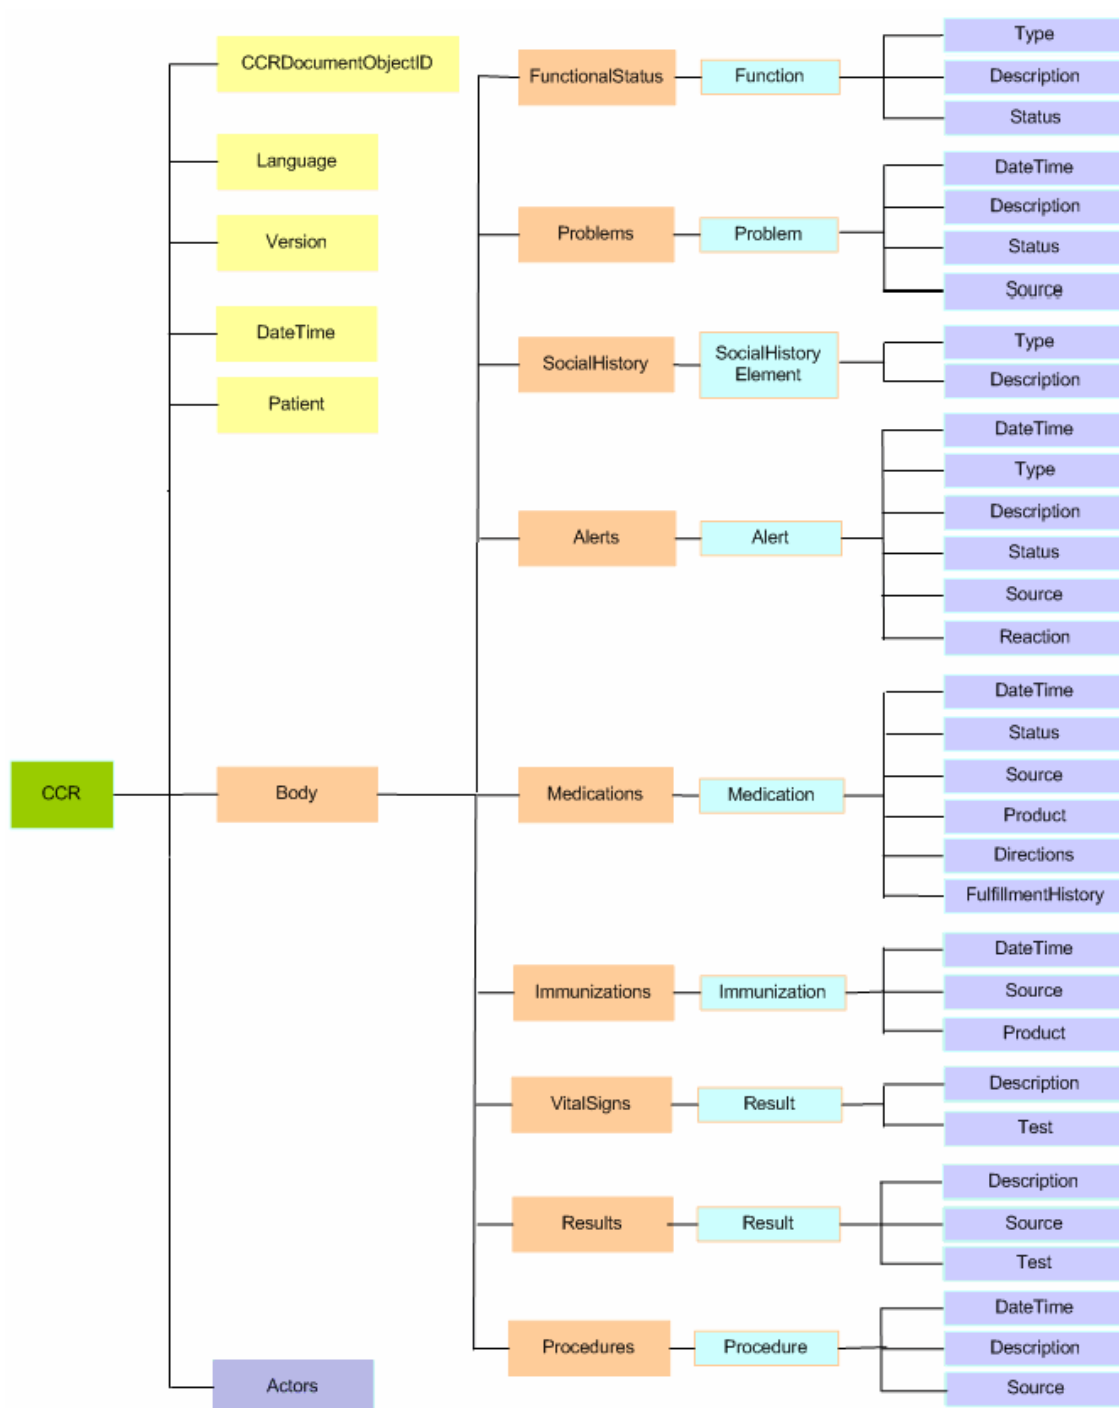 CCR
CCRDocumentObjectID
Language
Version
DateTime
Patient
Body
Actors
FunctionalStatus
Function
Type
Description
Status
Problems
Problem
DateTime
Description
Status
Source
SocialHistory
SocialHistory
Element
Type
Description
Alerts
Alert
DateTime
Type
Description
Status
Source
Reaction
Medications
Medication
DateTime
Status
Source
Product
Directions
FulfillmentHistory
Immunizations
Immunization
DateTime
Source
Product
VitalSigns
Result
Description
Test
Results
Result
Description
Source
Test
Procedures
Procedure
DateTime
Description
Source